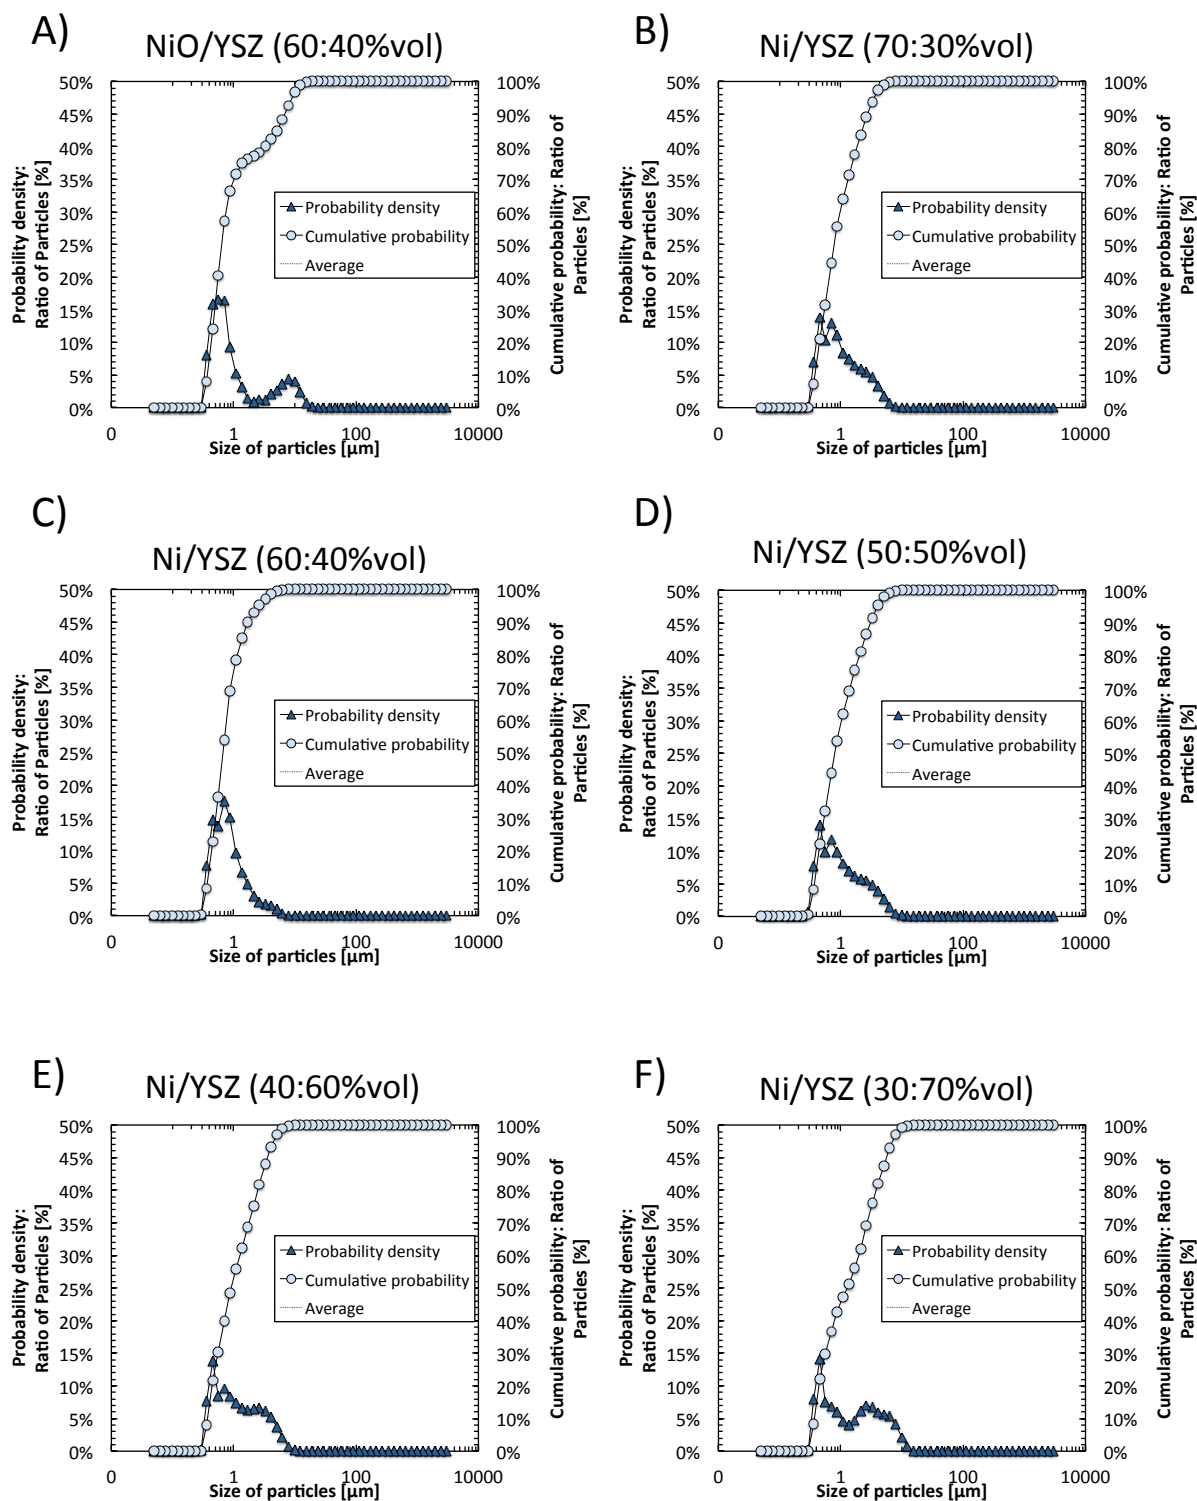 A)
NiO/YSZ (60:40%vol)
50%
45%
40%
35%
30%
25%
20%
15%
10%
5%
0%
100%
90%
80%
70%
60%
50%
40%
30%
20%
10%
0%
0 1 100 10000
Probability density:
Ratio of Particles [%]
Cumulative probability: Ratio of
Particles [%]
Size of particles [μm]
Probability density
Cumulative probability
Average
B)
Ni/YSZ (70:30%vol)
50%
45%
40%
35%
30%
25%
20%
15%
10%
5%
0%
100%
90%
80%
70%
60%
50%
40%
30%
20%
10%
0%
0 1 100 10000
Probability density:
Ratio of Particles [%]
Cumulative probability: Ratio of
Particles [%]
Size of particles [μm]
Probability density
Cumulative probability
Average
C)
Ni/YSZ (60:40%vol)
50%
45%
40%
35%
30%
25%
20%
15%
10%
5%
0%
100%
90%
80%
70%
60%
50%
40%
30%
20%
10%
0%
0 1 100 10000
Probability density:
Ratio of Particles [%]
Cumulative probability: Ratio of
Particles [%]
Size of particles [μm]
Probability density
Cumulative probability
Average
D)
Ni/YSZ (50:50%vol)
50%
45%
40%
35%
30%
25%
20%
15%
10%
5%
0%
100%
90%
80%
70%
60%
50%
40%
30%
20%
10%
0%
0 1 100 10000
Probability density:
Ratio of Particles [%]
Cumulative probability: Ratio of
Particles [%]
Size of particles [μm]
Probability density
Cumulative probability
Average
E)
Ni/YSZ (40:60%vol)
50%
45%
40%
35%
30%
25%
20%
15%
10%
5%
0%
100%
90%
80%
70%
60%
50%
40%
30%
20%
10%
0%
0 1 100 10000
Probability density:
Ratio of Particles [%]
Cumulative probability: Ratio of
Particles [%]
Size of particles [μm]
Probability density
Cumulative probability
Average
F)
Ni/YSZ (30:70%vol)
50%
45%
40%
35%
30%
25%
20%
15%
10%
5%
0%
100%
90%
80%
70%
60%
50%
40%
30%
20%
10%
0%
0 1 100 10000
Probability density:
Ratio of Particles [%]
Cumulative probability: Ratio of
Particles [%]
Size of particles [μm]
Probability density
Cumulative probability
Average